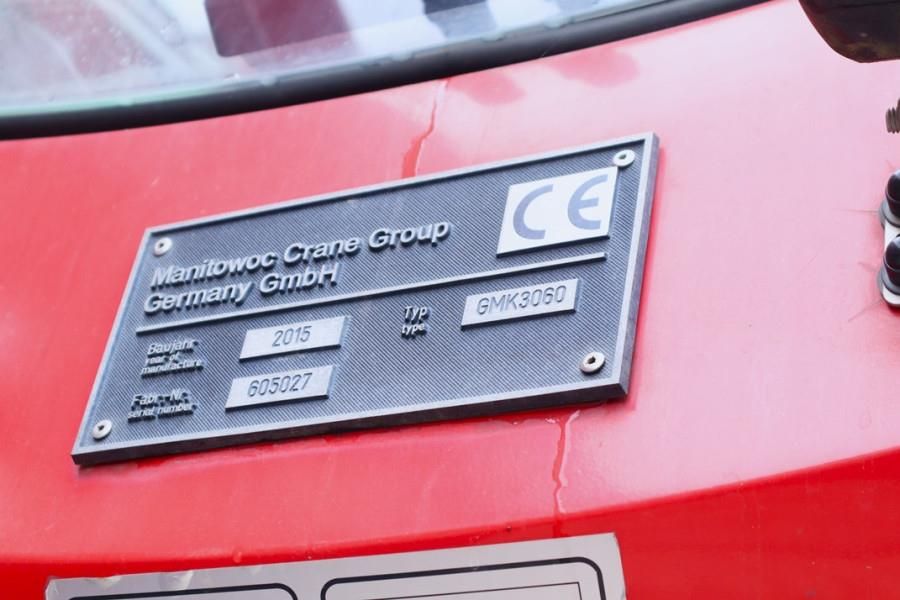 CE
Manitowoc Crane Group
Germany GmbH
Baujahr
year of
manufacture
2015
Typ
type
GMK3060
Fabr.-Nr.
serial number
605027